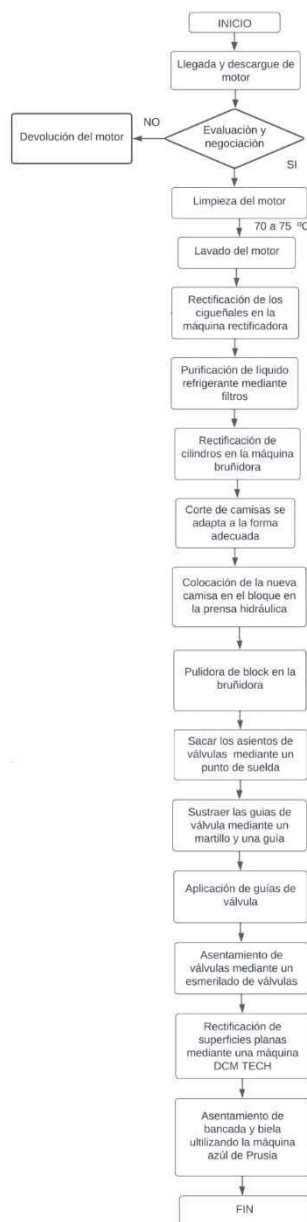 INICIO
Llegada y descargue de
motor
Evaluación y
negociación
NO
Devolución del motor
SI
Limpieza del motor
70 a 75 ºC
Lavado del motor
Rectificación de los
cigueñales en la
máquina rectificadora
Purificación de líquido
refrigerante mediante
filtros
Rectificación de
cilindros en la máquina
bruñidora
Corte de camisas se
adapta a la forma
adecuada
Colocación de la nueva
camisa en el bloque en
la prensa hidráulica
Pulidora de block en la
bruñidora
Sacar los asientos de
válvulas mediante un
punto de suelda
Sustraer las guias de
válvula mediante un
martillo y una guía
Aplicación de guías de
válvula
Asentamiento de
válvulas mediante un
esmerilado de válvulas
Rectificación de
superficies planas
mediante una máquina
DCM TECH
Asentamiento de
bancada y biela
ultilizando la máquina
azúl de Prusia
FIN